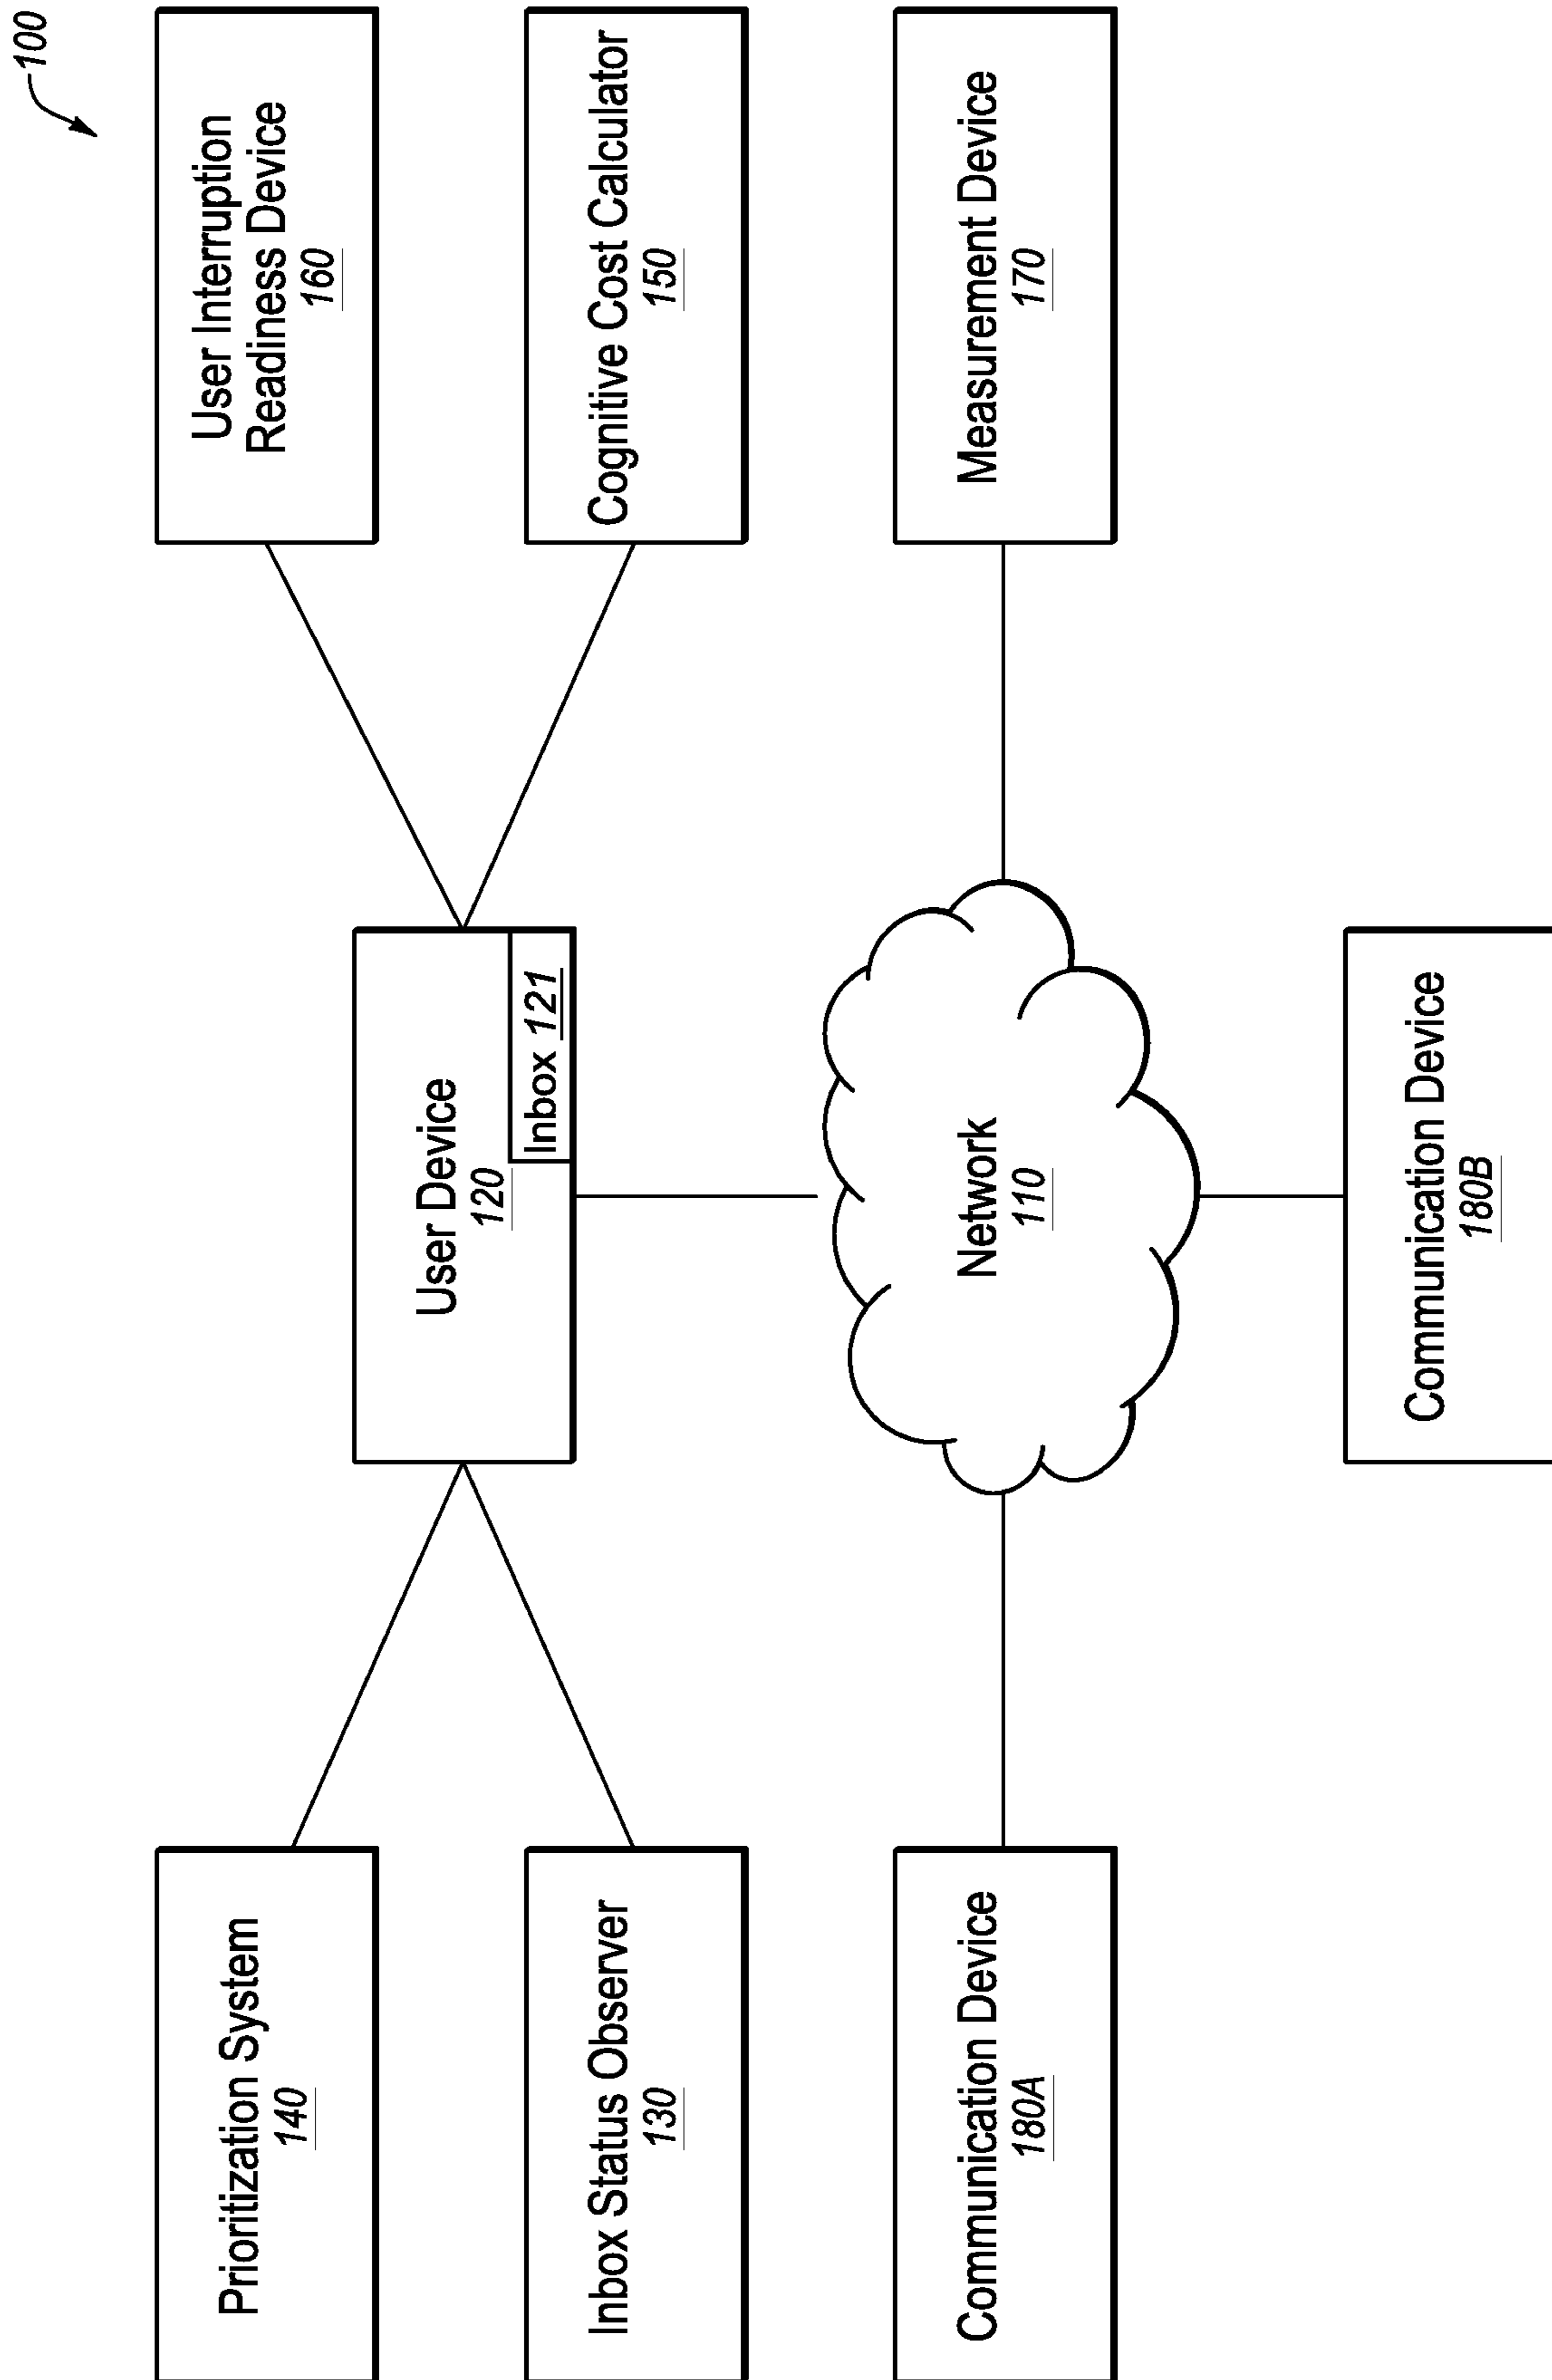 100
Prioritization System
140
User Device
120
Inbox 121
User Interruption
Readiness Device
160
Inbox Status Observer
130
Cognitive Cost Calculator
150
Communication Device
180A
Network
110
Measurement Device
170
Communication Device
180B